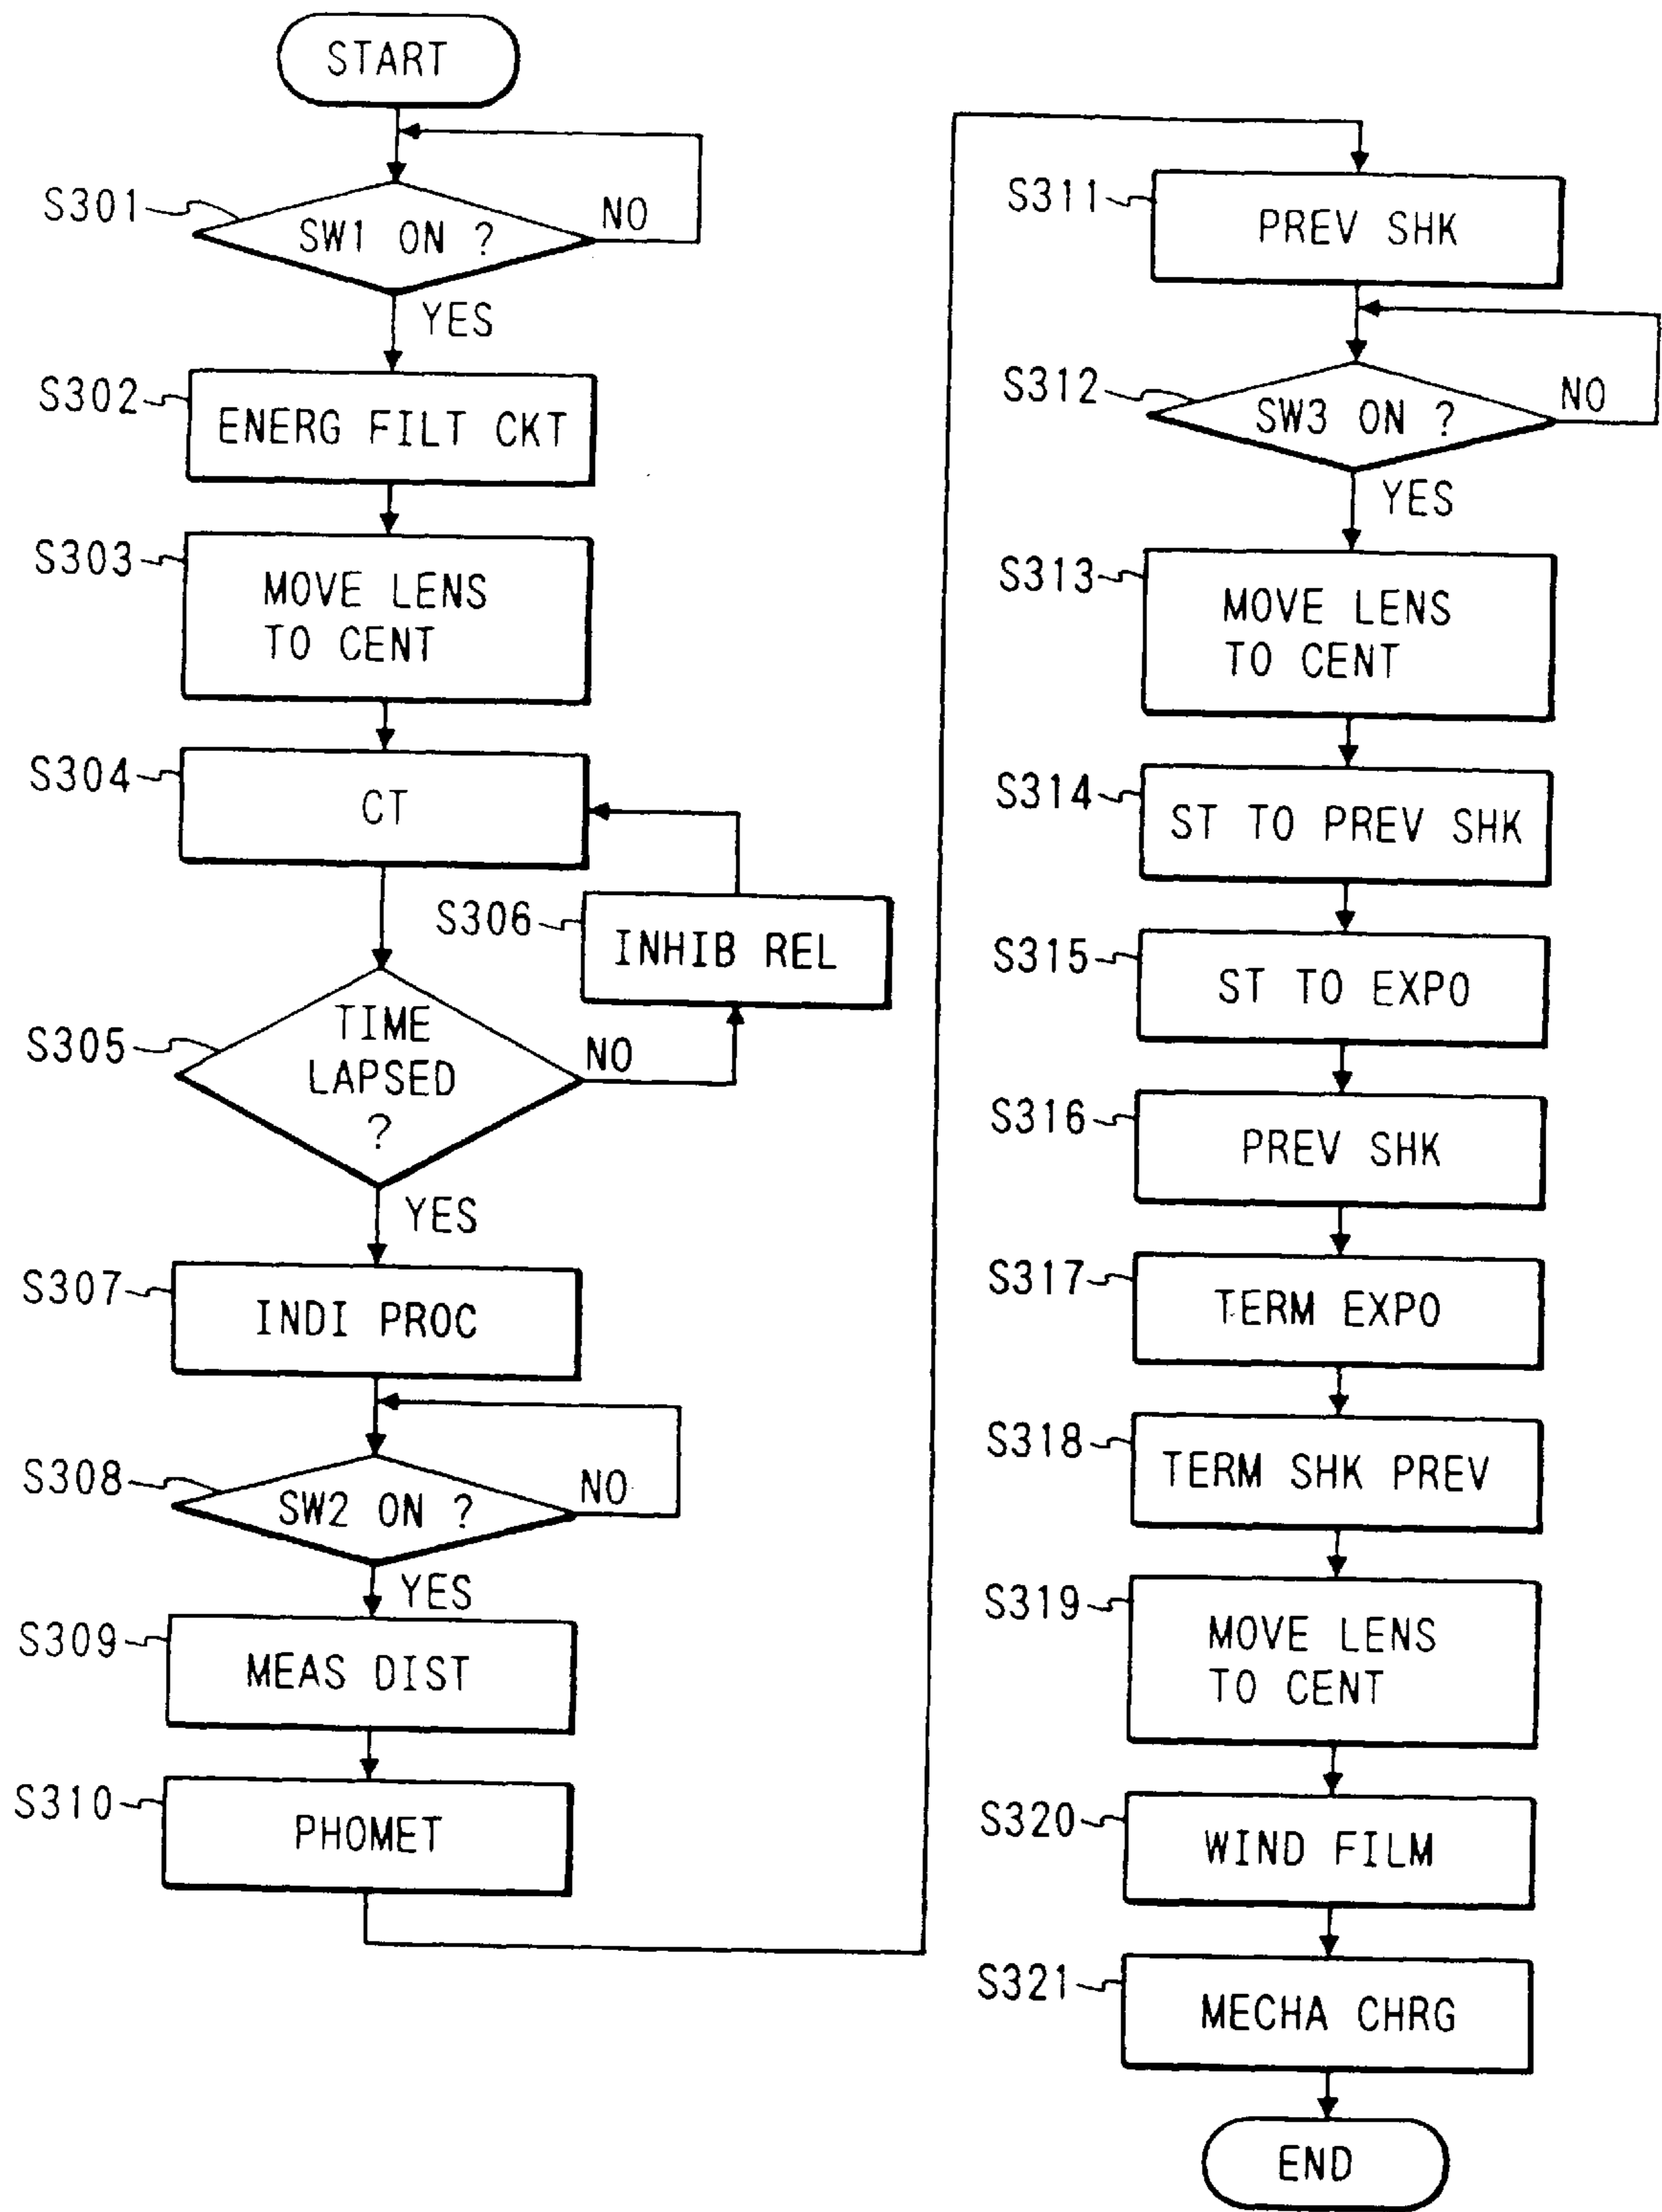 START
S301
SW1 ON ?
NO
YES
S302
ENERG FILT CKT
S303
MOVE LENS
TO CENT
S304
CT
S306
INHIB REL
S305
TIME
LAPSED
?
NO
YES
S307
INDI PROC
S308
SW2 ON ?
NO
YES
S309
MEAS DIST
S310
PHOMET
S311
PREV SHK
S312
SW3 ON ?
NO
YES
S313
MOVE LENS
TO CENT
S314
ST TO PREV SHK
S315
ST TO EXPO
S316
PREV SHK
S317
TERM EXPO
S318
TERM SHK PREV
S319
MOVE LENS
TO CENT
S320
WIND FILM
S321
MECHA CHRG
END